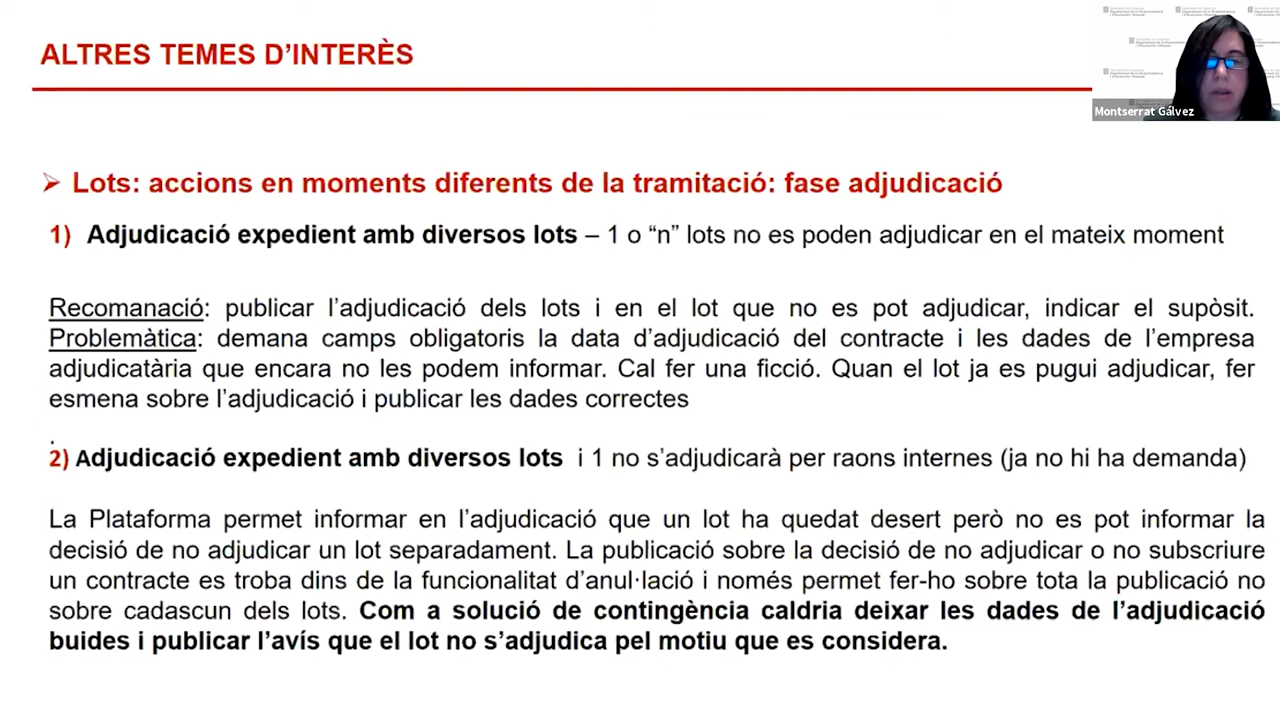 ALTRES TEMES D’INTERÈS
Montserrat Gálvez
➢ Lots: accions en moments diferents de la tramitació: fase adjudicació
1) Adjudicació expedient amb diversos lots – 1 o “n” lots no es poden adjudicar en el mateix moment
Recomanació: publicar l’adjudicació dels lots i en el lot que no es pot adjudicar, indicar el supòsit.
Problemàtica: demana camps obligatoris la data d’adjudicació del contracte i les dades de l’empresa
adjudicatària que encara no les podem informar. Cal fer una ficció. Quan el lot ja es pugui adjudicar, fer
esmena sobre l’adjudicació i publicar les dades correctes
.
2) Adjudicació expedient amb diversos lots i 1 no s’adjudicarà per raons internes (ja no hi ha demanda)
La Plataforma permet informar en l’adjudicació que un lot ha quedat desert però no es pot informar la
decisió de no adjudicar un lot separadament. La publicació sobre la decisió de no adjudicar o no subscriure
un contracte es troba dins de la funcionalitat d’anul·lació i només permet fer-ho sobre tota la publicació no
sobre cadascun dels lots. Com a solució de contingència caldria deixar les dades de l’adjudicació
buides i publicar l’avís que el lot no s’adjudica pel motiu que es considera.